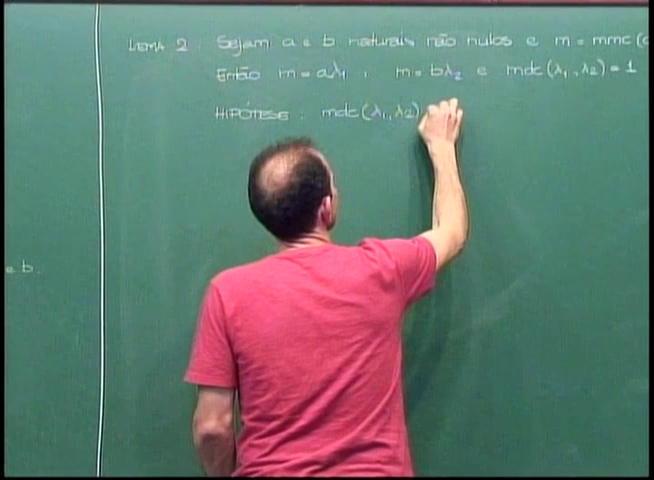 LEMA 2. Sejam a e b naturais não nulos e m = mmc (
Então m = aλ₁, m = bλ₂ e mdc (λ₁, λ₂) = 1
HIPÓTESE: mdc (λ₁, λ₂)
e b.